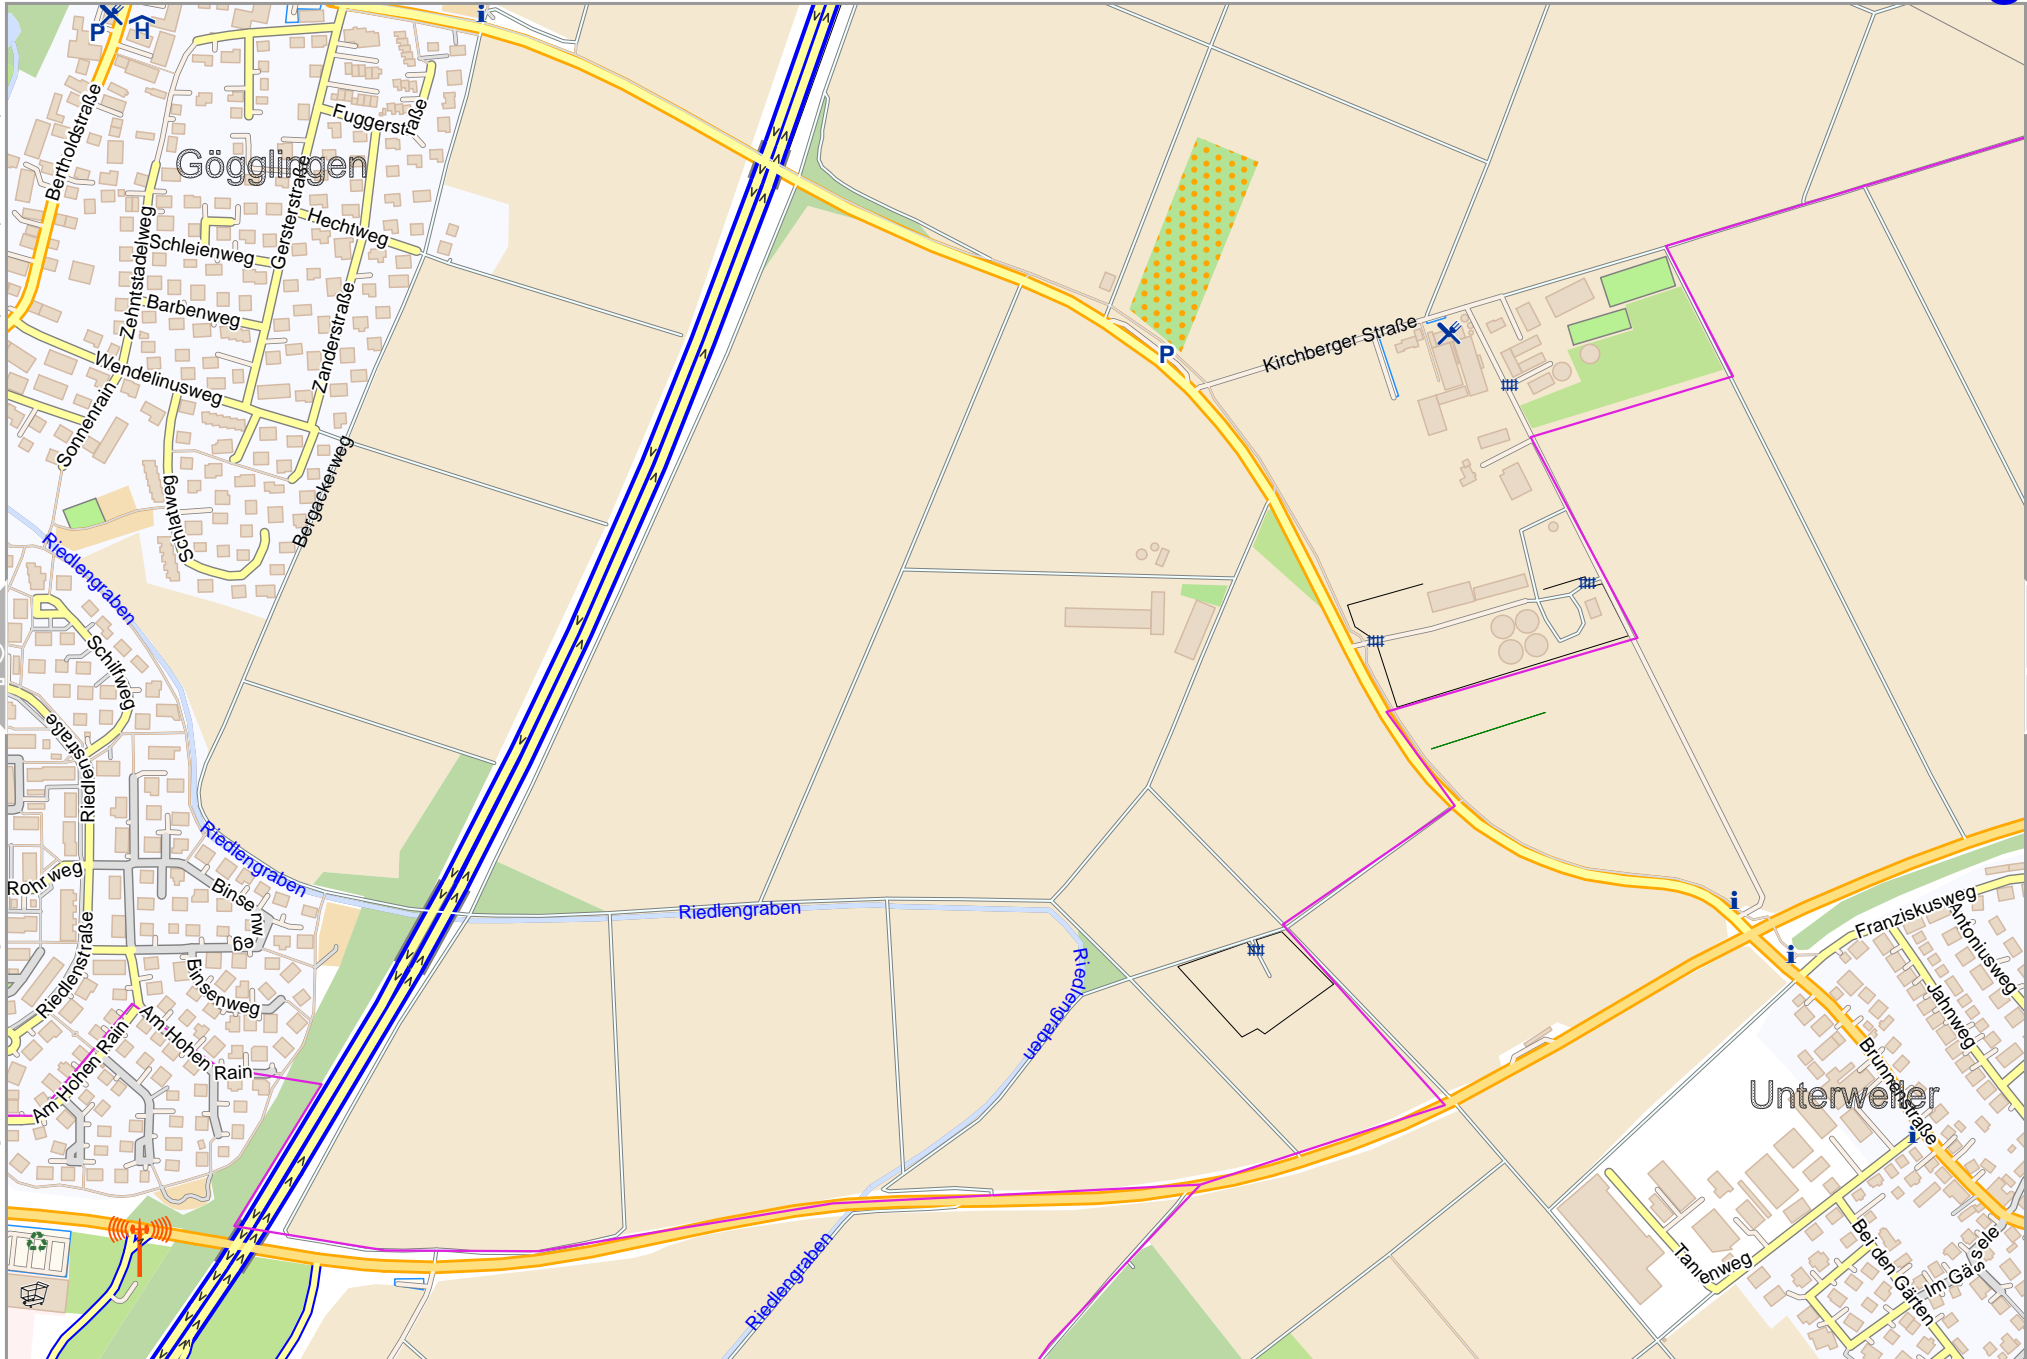 P
H
i
Bertholdstraße
Fuggerstraße
Gögglingen
Gerstersträße
Hechtweg
Schleienweg
Zehntstadelweg
Barbenweg
Zanderstraße
Kirchberger Straße
P
Wendelinusweg
Sonnenrain
Bergackerweg
Schlatweg
Riedlengraben
Schilfweg
Riedlenstraße
Riedlengraben
Rohrweg
Binsenweg
Riedlengraben
Riedlengraben
Franziskusweg
i
i
Antoniusweg
Jahnweg
Riedlenstraße
Binsenweg
Am Hohen Rain
Am Hohen Rain
Brunnenstraße
Unterweiler
i
Riedlengraben
Tannenweg
Bei den Gärten
Im Gässele